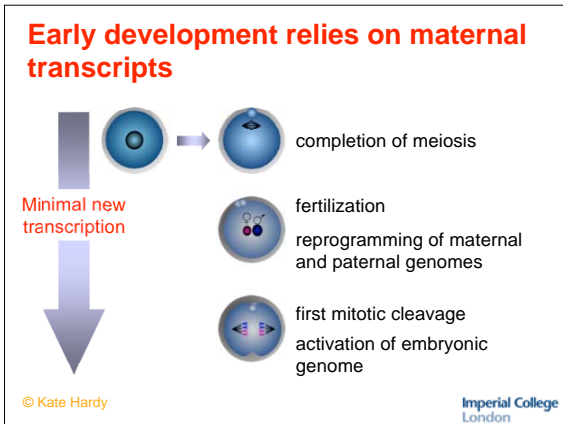 Early development relies on maternal
transcripts
completion of meiosis
Minimal new
transcription
fertilization
♀ ♂
reprogramming of maternal
and paternal genomes
first mitotic cleavage
activation of embryonic
genome
© Kate Hardy
Imperial College
London